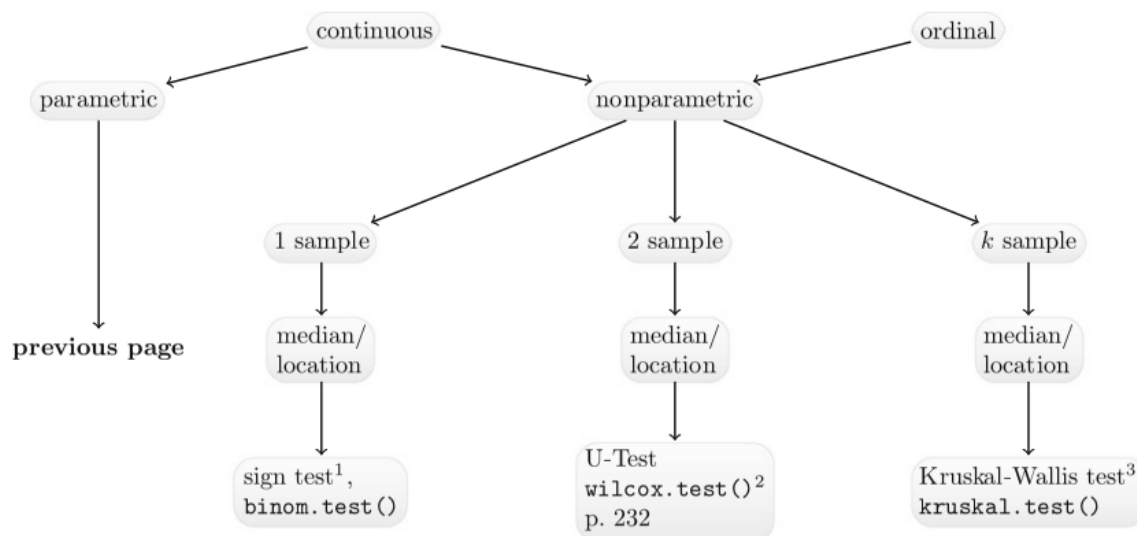 continuous
ordinal
parametric
nonparametric
1 sample
2 sample
k sample
previous page
median/
location
median/
location
median/
location
sign test¹,
binom.test()
U-Test
wilcox.test()²
p. 232
Kruskal-Wallis test³
kruskal.test()